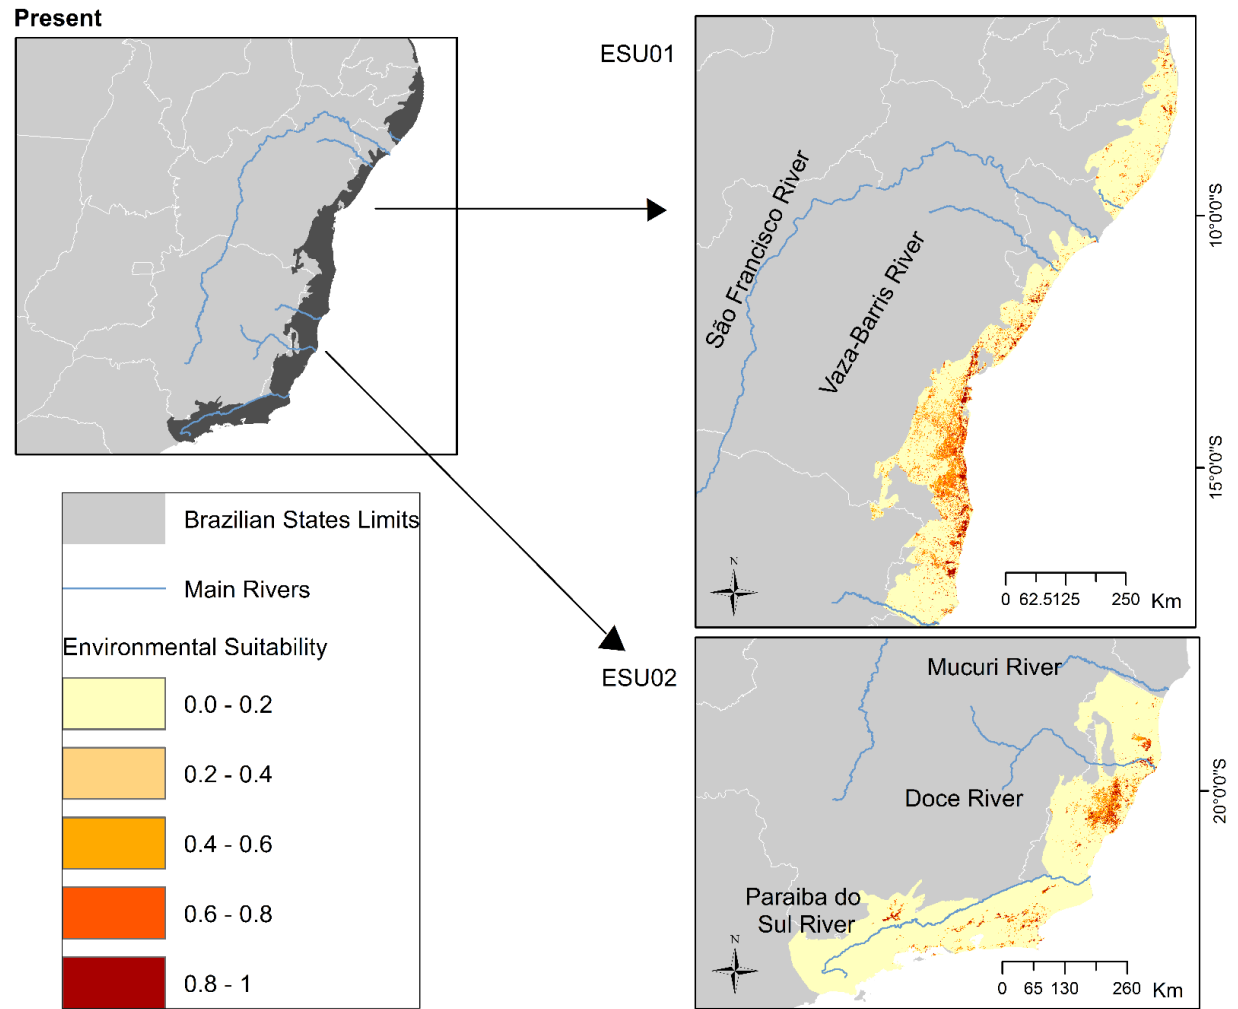 Present
ESU01
São Francisco River
Vaza-Barris River
10°0'0"S
15°0'0"S
N
0 62.5125 250 Km
Brazilian States Limits
Main Rivers
Environmental Suitability
0.0 - 0.2
0.2 - 0.4
0.4 - 0.6
0.6 - 0.8
0.8 - 1
ESU02
Mucuri River
Doce River
20°0'0"S
Paraiba do
Sul River
N
0 65 130 260 Km